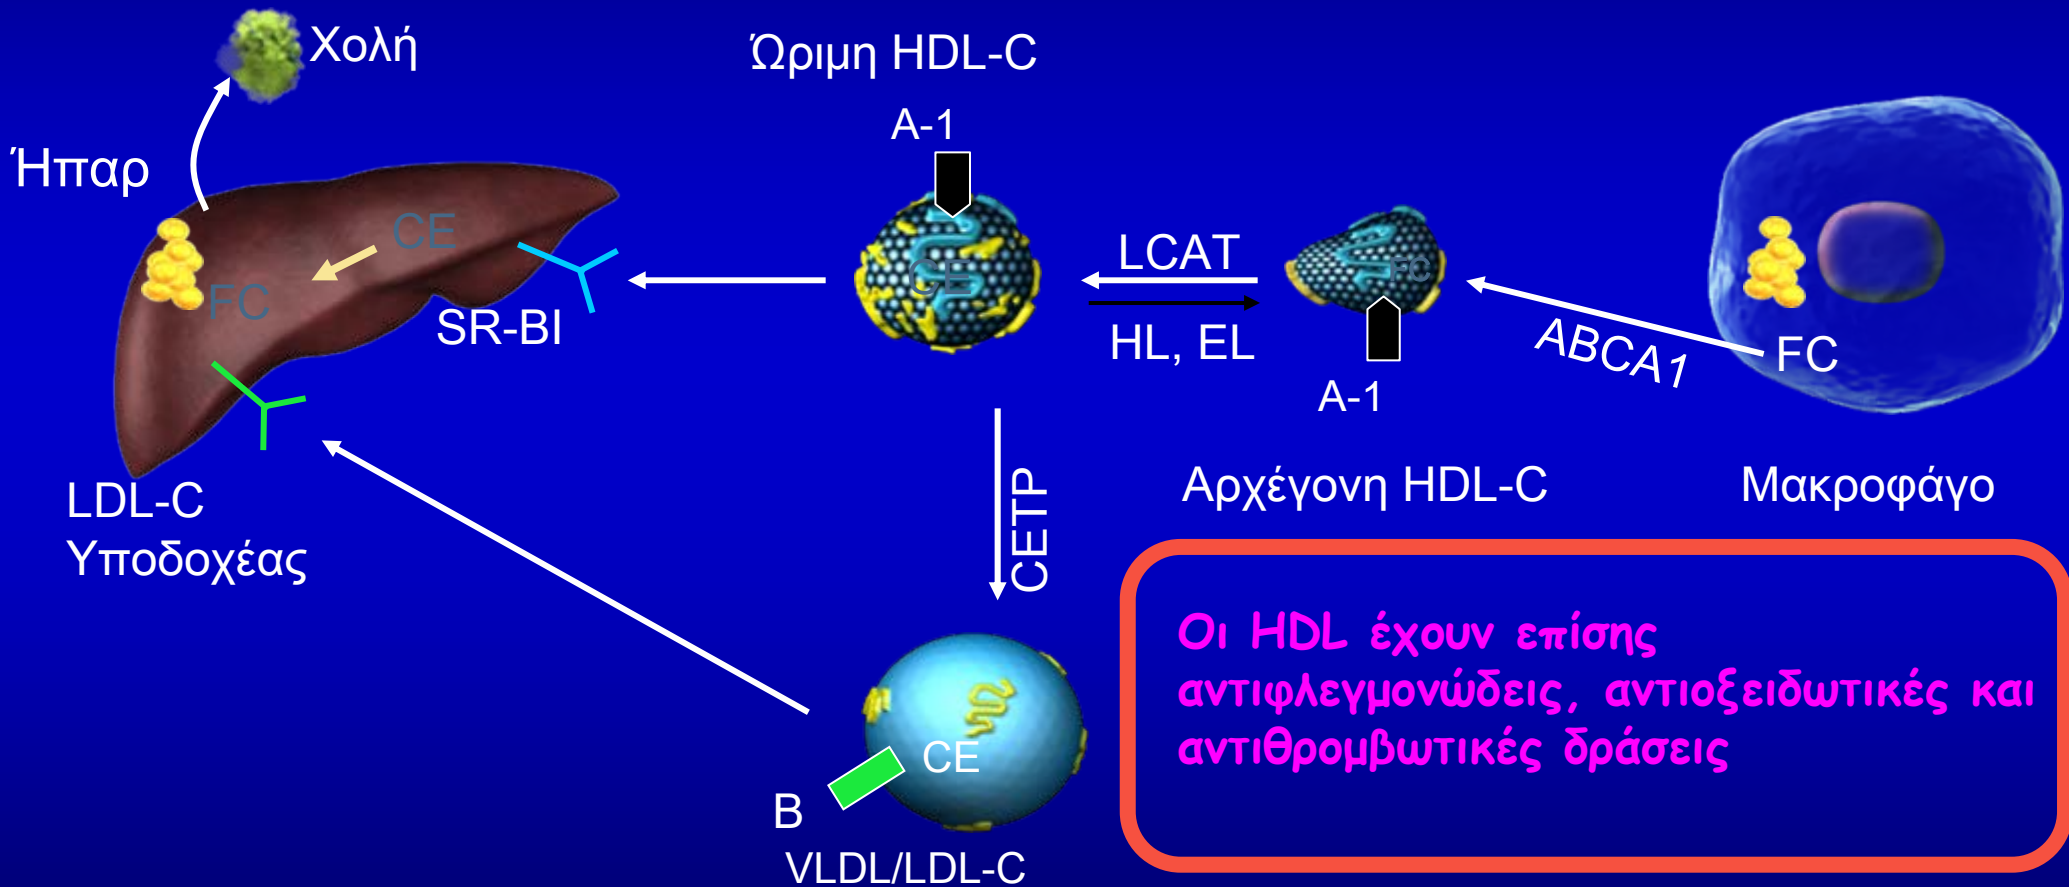 Χολή
Ώριμη HDL-C
A-1
Ήπαρ
CE
FC
SR-BI
CE
LCAT
HL, EL
FC
A-1
ABCA1
FC
LDL-C
Υποδοχέας
CETP
Αρχέγονη HDL-C
Μακροφάγο
Οι HDL έχουν επίσης
αντιφλεγμονώδεις, αντιοξειδωτικές και
αντιθρομβωτικές δράσεις
CE
B
VLDL/LDL-C